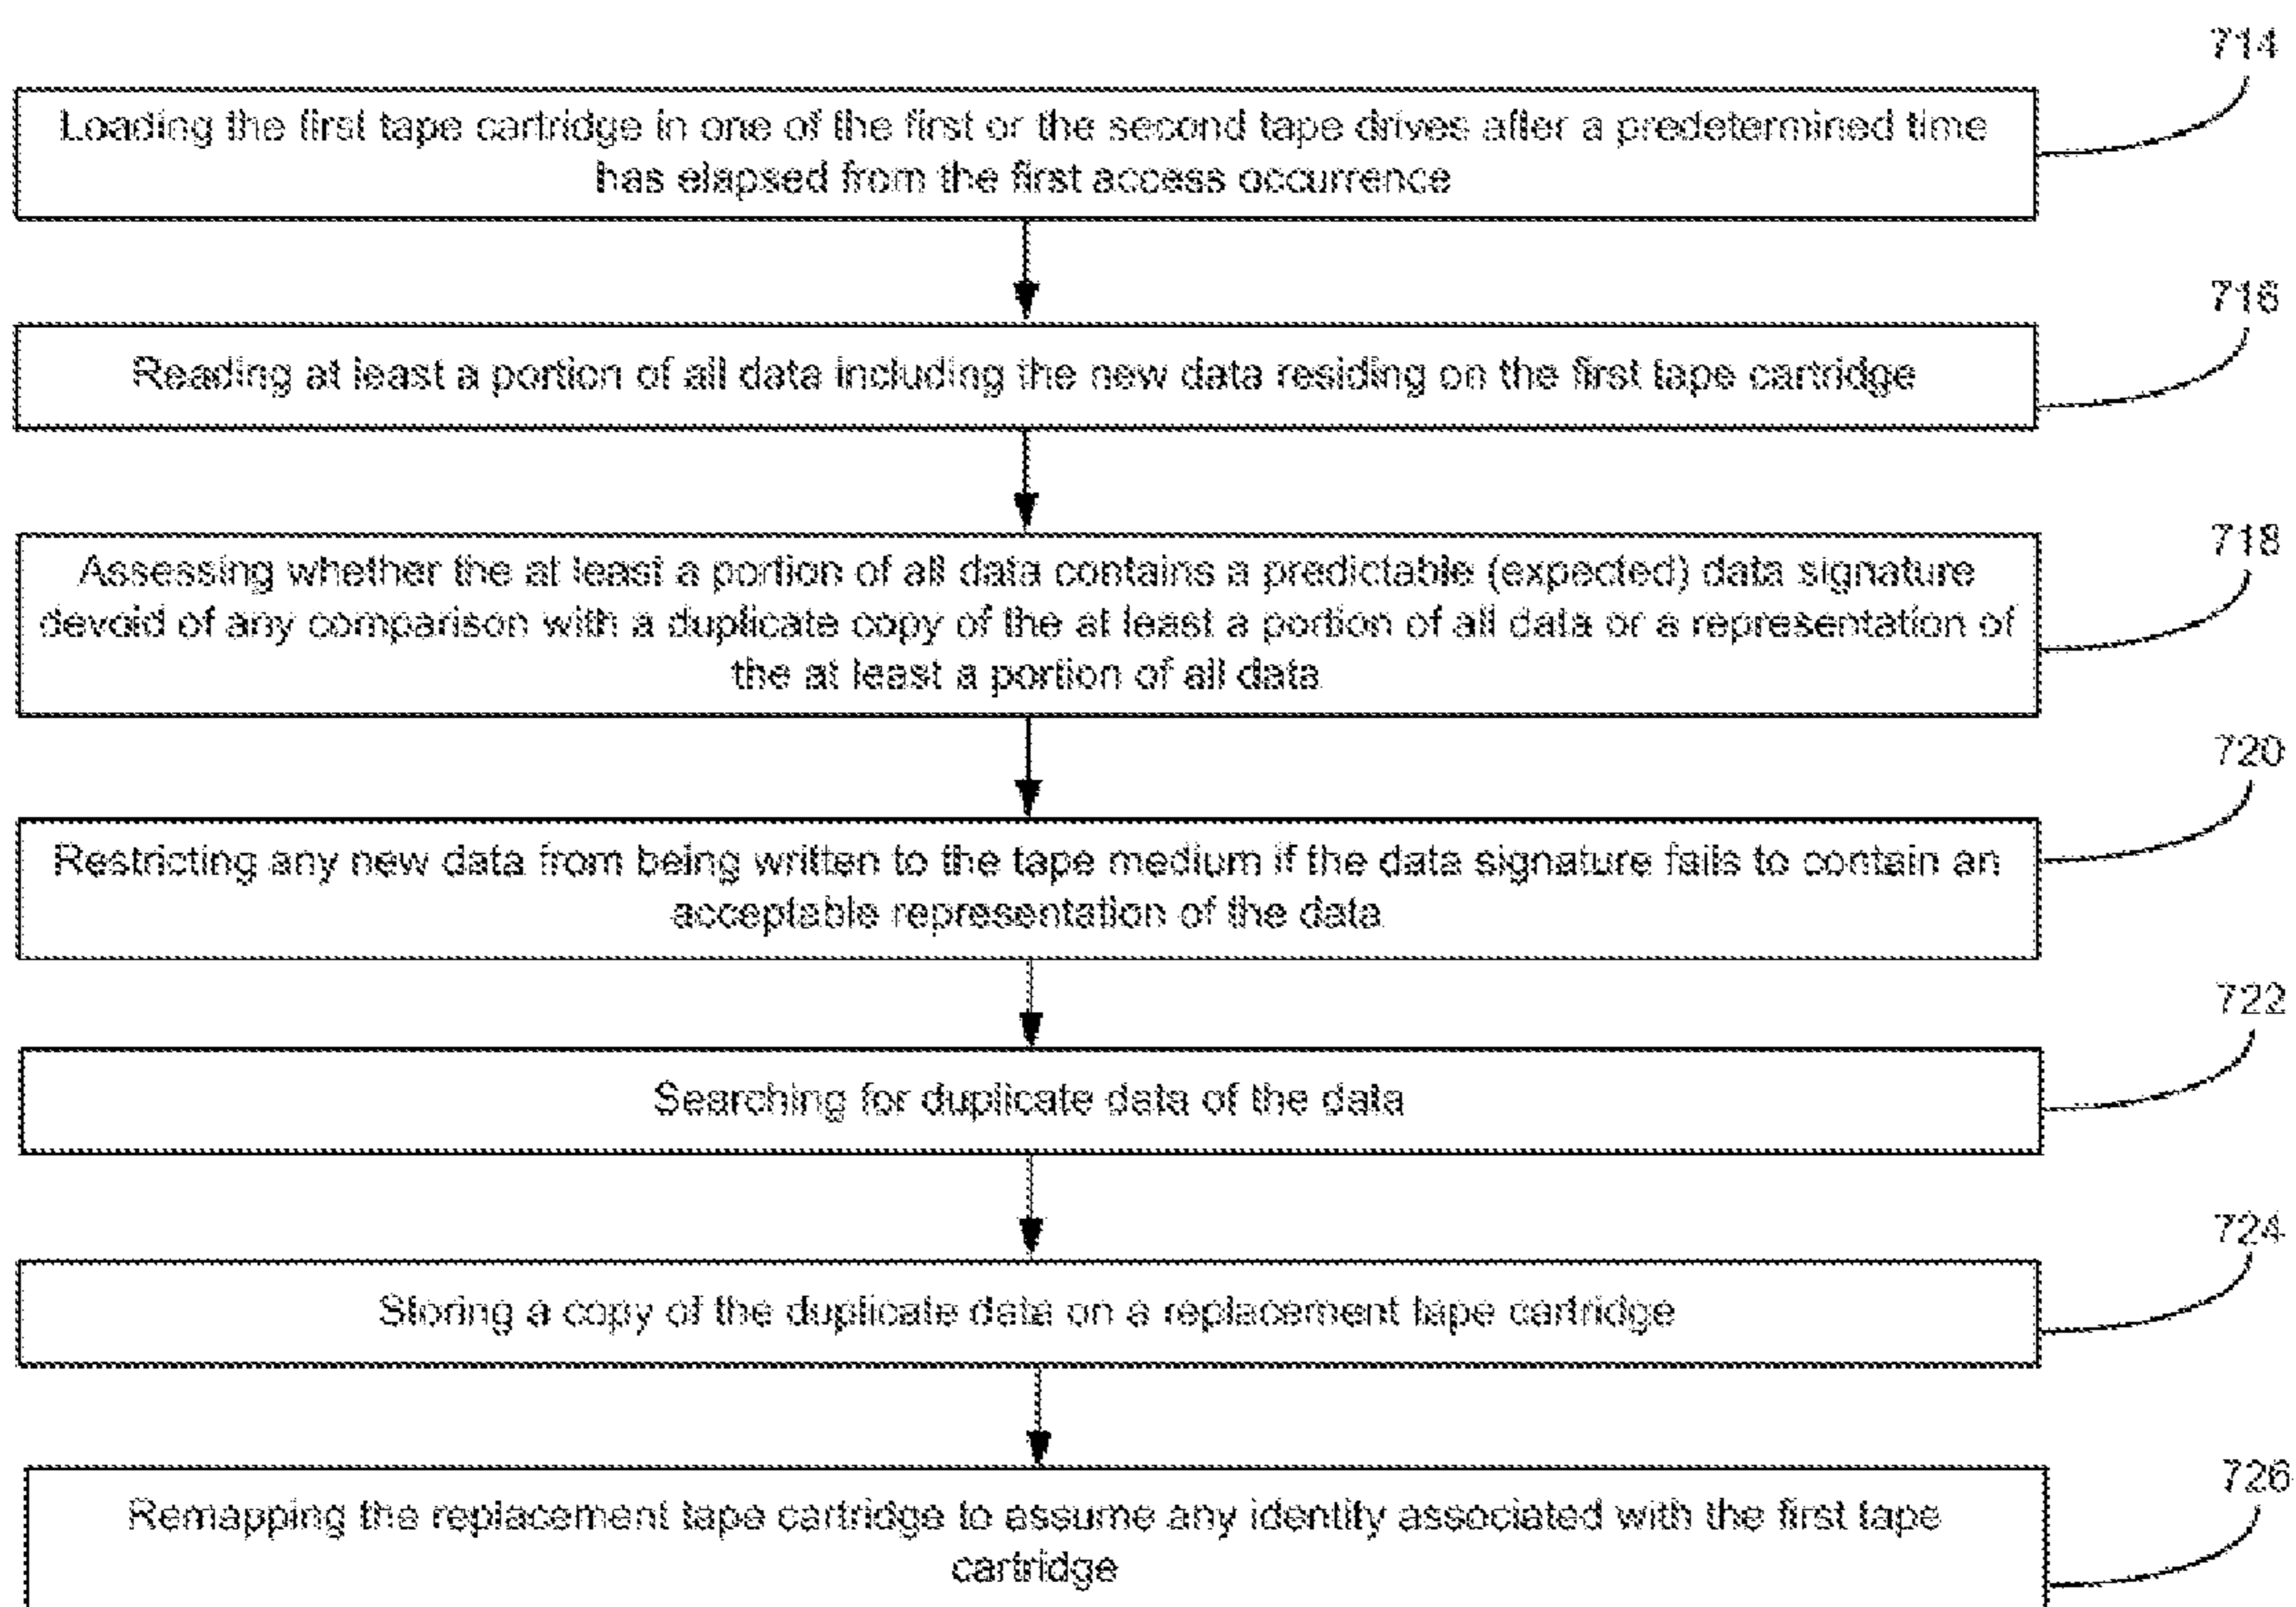 714
Loading the first tape cartridge in one of the first or the second tape drives after a predetermined time
has elapsed from the first access occurrence
716
Reading at least a portion of all data including the new data residing on the first tape cartridge
718
Assessing whether the at least a portion of all data contains a predictable (expected) data signature
devoid of any comparison with a duplicate copy of the at least a portion of all data or a representation of
the at least a portion of all data
720
Restricting any new data from being written to the tape medium if the data signature fails to contain an
acceptable representation of the data
722
Searching for duplicate data of the data
724
Storing a copy of the duplicate data on a replacement tape cartridge
726
Remapping the replacement tape cartridge to assume any identity associated with the first tape
cartridge